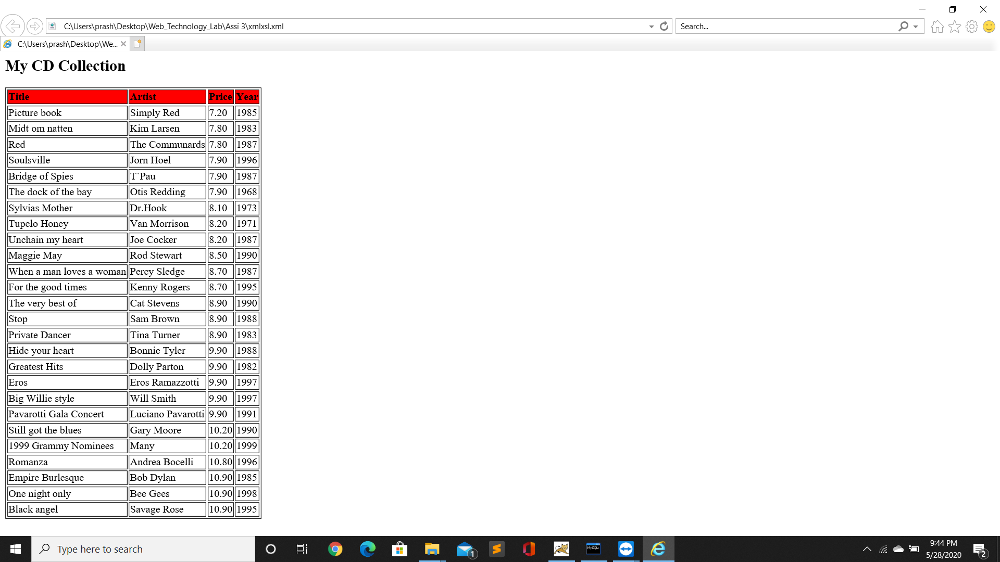 C:\Users\prash\Desktop\Web_Technology_Lab\Assi 3\xmlxsl.xml
Search...
C:\Users\prash\Desktop\We...
My CD Collection
Title Artist Price Year
Picture book Simply Red 7.20 1985
Midt om natten Kim Larsen 7.80 1983
Red The Communards 7.80 1987
Soulsville Jorn Hoel 7.90 1996
Bridge of Spies T`Pau 7.90 1987
The dock of the bay Otis Redding 7.90 1968
Sylvias Mother Dr.Hook 8.10 1973
Tupelo Honey Van Morrison 8.20 1971
Unchain my heart Joe Cocker 8.20 1987
Maggie May Rod Stewart 8.50 1990
When a man loves a woman Percy Sledge 8.70 1987
For the good times Kenny Rogers 8.70 1995
The very best of Cat Stevens 8.90 1990
Stop Sam Brown 8.90 1988
Private Dancer Tina Turner 8.90 1983
Hide your heart Bonnie Tyler 9.90 1988
Greatest Hits Dolly Parton 9.90 1982
Eros Eros Ramazzotti 9.90 1997
Big Willie style Will Smith 9.90 1997
Pavarotti Gala Concert Luciano Pavarotti 9.90 1991
Still got the blues Gary Moore 10.20 1990
1999 Grammy Nominees Many 10.20 1999
Romanza Andrea Bocelli 10.80 1996
Empire Burlesque Bob Dylan 10.90 1985
One night only Bee Gees 10.90 1998
Black angel Savage Rose 10.90 1995
Type here to search
1
MySQL
9:44 PM
5/28/2020
2